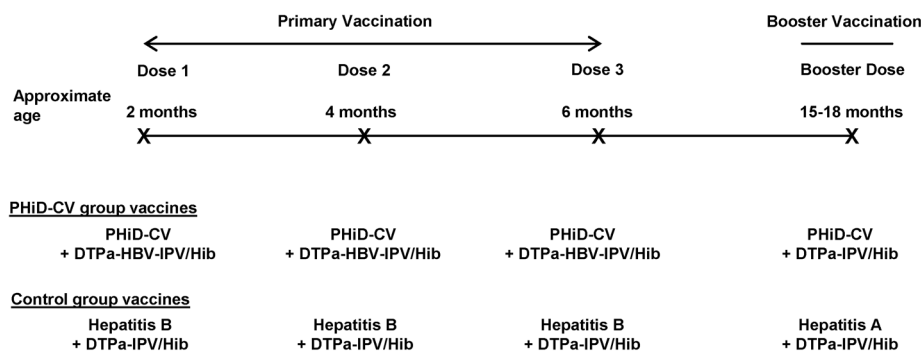 Primary Vaccination Booster Vaccination
Dose 1 Dose 2 Dose 3 Booster Dose
Approximate
age
2 months 4 months 6 months 15-18 months
X X X X
PHiD-CV group vaccines
PHiD-CV PHiD-CV PHiD-CV PHiD-CV
+ DTPa-HBV-IPV/Hib + DTPa-HBV-IPV/Hib + DTPa-HBV-IPV/Hib + DTPa-IPV/Hib
Control group vaccines
Hepatitis B Hepatitis B Hepatitis B Hepatitis A
+ DTPa-IPV/Hib + DTPa-IPV/Hib + DTPa-IPV/Hib + DTPa-IPV/Hib